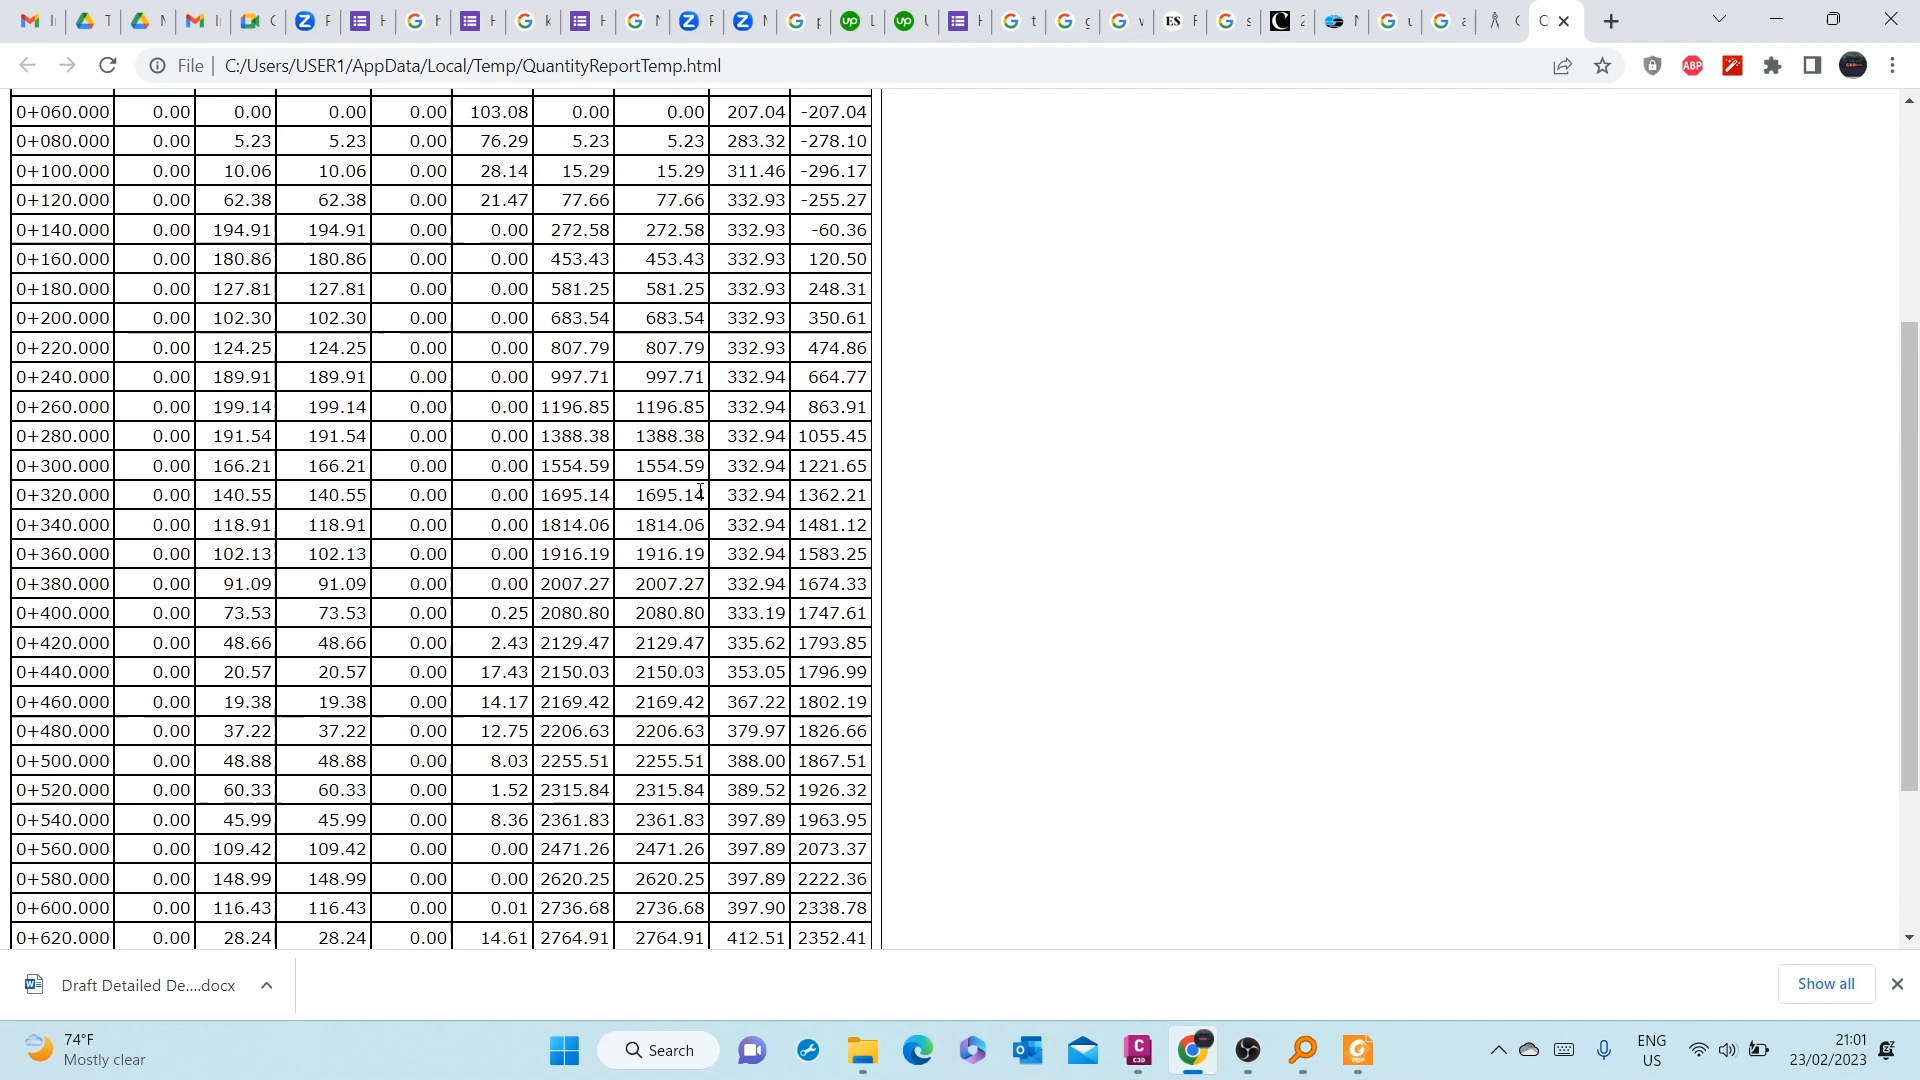 File C:/Users/USER1/AppData/Local/Temp/QuantityReportTemp.html
0+060.000 0.00 0.00 0.00 0.00 103.08 0.00 0.00 207.04 -207.04
0+080.000 0.00 5.23 5.23 0.00 76.29 5.23 5.23 283.32 -278.10
0+100.000 0.00 10.06 10.06 0.00 28.14 15.29 15.29 311.46 -296.17
0+120.000 0.00 62.38 62.38 0.00 21.47 77.66 77.66 332.93 -255.27
0+140.000 0.00 194.91 194.91 0.00 0.00 272.58 272.58 332.93 -60.36
0+160.000 0.00 180.86 180.86 0.00 0.00 453.43 453.43 332.93 120.50
0+180.000 0.00 127.81 127.81 0.00 0.00 581.25 581.25 332.93 248.31
0+200.000 0.00 102.30 102.30 0.00 0.00 683.54 683.54 332.93 350.61
0+220.000 0.00 124.25 124.25 0.00 0.00 807.79 807.79 332.93 474.86
0+240.000 0.00 189.91 189.91 0.00 0.00 997.71 997.71 332.94 664.77
0+260.000 0.00 199.14 199.14 0.00 0.00 1196.85 1196.85 332.94 863.91
0+280.000 0.00 191.54 191.54 0.00 0.00 1388.38 1388.38 332.94 1055.45
0+300.000 0.00 166.21 166.21 0.00 0.00 1554.59 1554.59 332.94 1221.65
0+320.000 0.00 140.55 140.55 0.00 0.00 1695.14 1695.14 332.94 1362.21
0+340.000 0.00 118.91 118.91 0.00 0.00 1814.06 1814.06 332.94 1481.12
0+360.000 0.00 102.13 102.13 0.00 0.00 1916.19 1916.19 332.94 1583.25
0+380.000 0.00 91.09 91.09 0.00 0.00 2007.27 2007.27 332.94 1674.33
0+400.000 0.00 73.53 73.53 0.00 0.25 2080.80 2080.80 333.19 1747.61
0+420.000 0.00 48.66 48.66 0.00 2.43 2129.47 2129.47 335.62 1793.85
0+440.000 0.00 20.57 20.57 0.00 17.43 2150.03 2150.03 353.05 1796.99
0+460.000 0.00 19.38 19.38 0.00 14.17 2169.42 2169.42 367.22 1802.19
0+480.000 0.00 37.22 37.22 0.00 12.75 2206.63 2206.63 379.97 1826.66
0+500.000 0.00 48.88 48.88 0.00 8.03 2255.51 2255.51 388.00 1867.51
0+520.000 0.00 60.33 60.33 0.00 1.52 2315.84 2315.84 389.52 1926.32
0+540.000 0.00 45.99 45.99 0.00 8.36 2361.83 2361.83 397.89 1963.95
0+560.000 0.00 109.42 109.42 0.00 0.00 2471.26 2471.26 397.89 2073.37
0+580.000 0.00 148.99 148.99 0.00 0.00 2620.25 2620.25 397.89 2222.36
0+600.000 0.00 116.43 116.43 0.00 0.01 2736.68 2736.68 397.90 2338.78
0+620.000 0.00 28.24 28.24 0.00 14.61 2764.91 2764.91 412.51 2352.41
Draft Detailed De....docx
Show all
74°F
Mostly clear
Search
ENG
US
21:01
23/02/2023